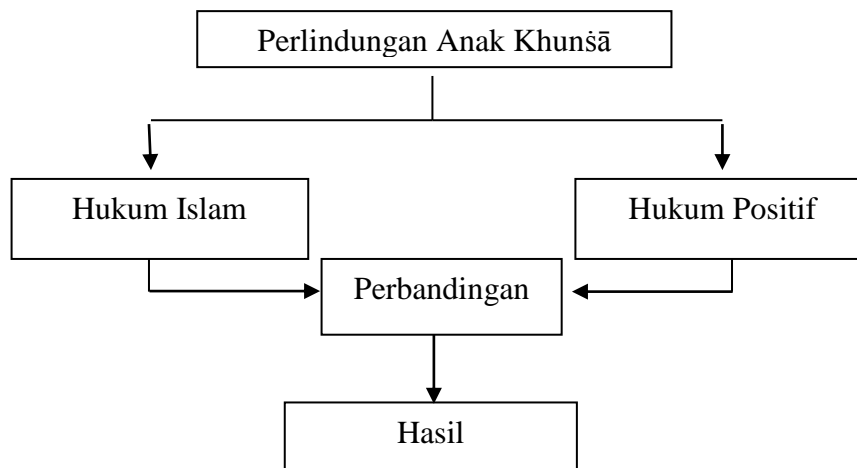 Perlindungan Anak Khunṡā
Hukum Islam
Hukum Positif
Perbandingan
Hasil